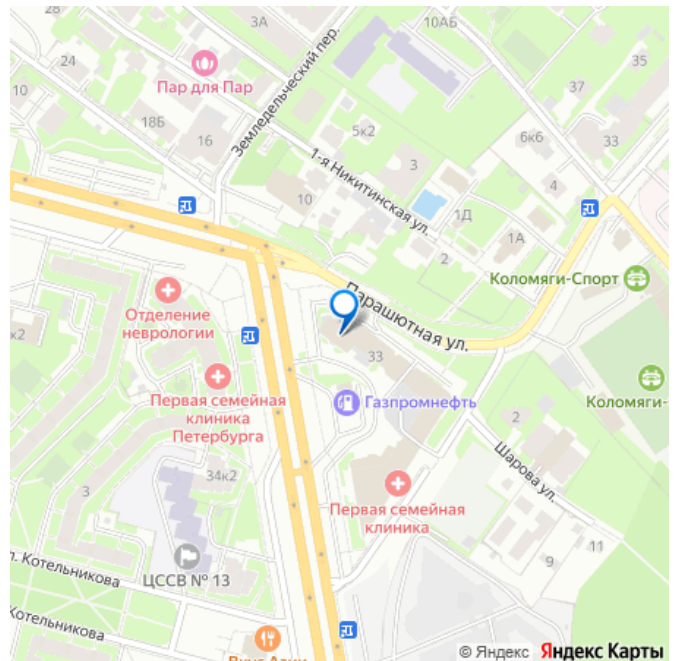 28
3А
10АБ
24
35
Пар для Пар
10
37
18Б
16
Земледельческий пер.
5к2
6к6
33
3
1-я Никитинская ул.
4
10
1Д
1А
2
Коломяги-Спорт
Парашютная ул.
Отделение
неврологии
к2
33
Первая семейная
клиника
Петербурга
Газпромнефть
Коломяги-
2
Шарова ул.
34к2
3
Первая семейная
клиника
9
11
ЦССВ № 13
л. Котельникова
Котельникова
Вкус Азии
© Яндекс Яндекс Карты